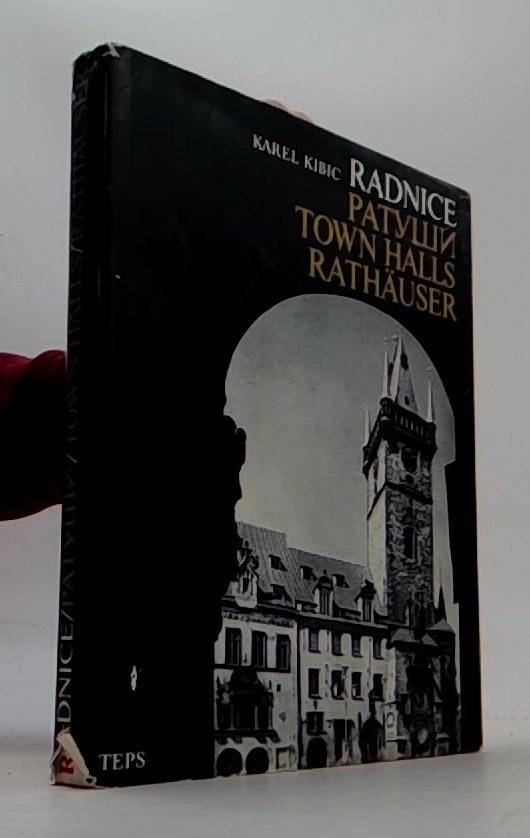 KAREL KIBIC RADNICE
РАТУШИ
TOWN HALLS
RATHÄUSER
TEPS
RADNICE/РАТУШИ/TOWN HALLS/RATHÄUSER